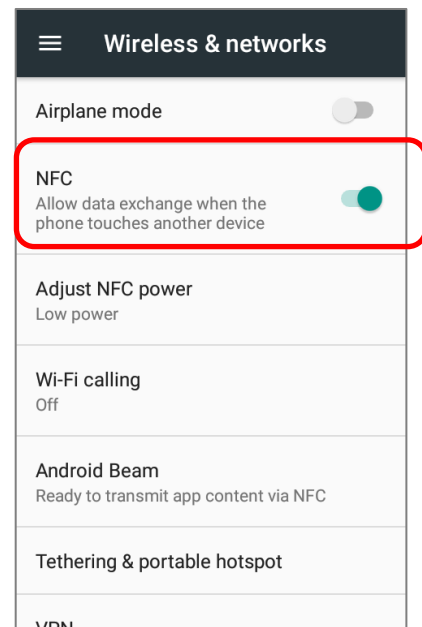 Wireless & networks
Airplane mode
NFC
Allow data exchange when the
phone touches another device
Adjust NFC power
Low power
Wi-Fi calling
Off
Android Beam
Ready to transmit app content via NFC
Tethering & portable hotspot
VPN